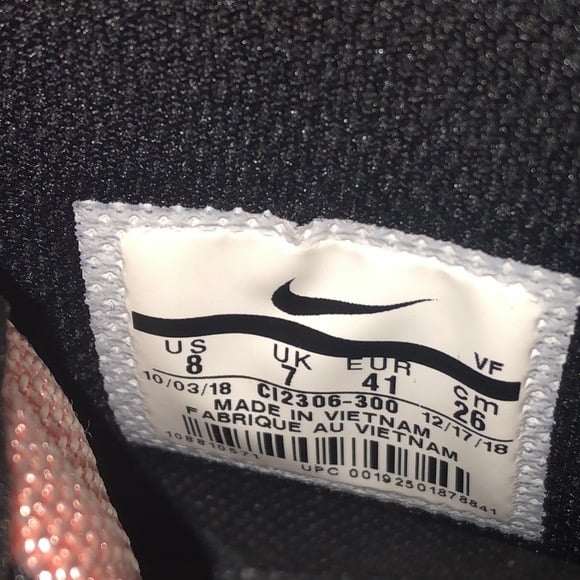 US UK EUR cm VF
8 7 41 26
10/03/18 CI2306-300 12/17/18
MADE IN VIETNAM
FABRIQUE AU VIETNAM
108810571
UPC 00192501878841